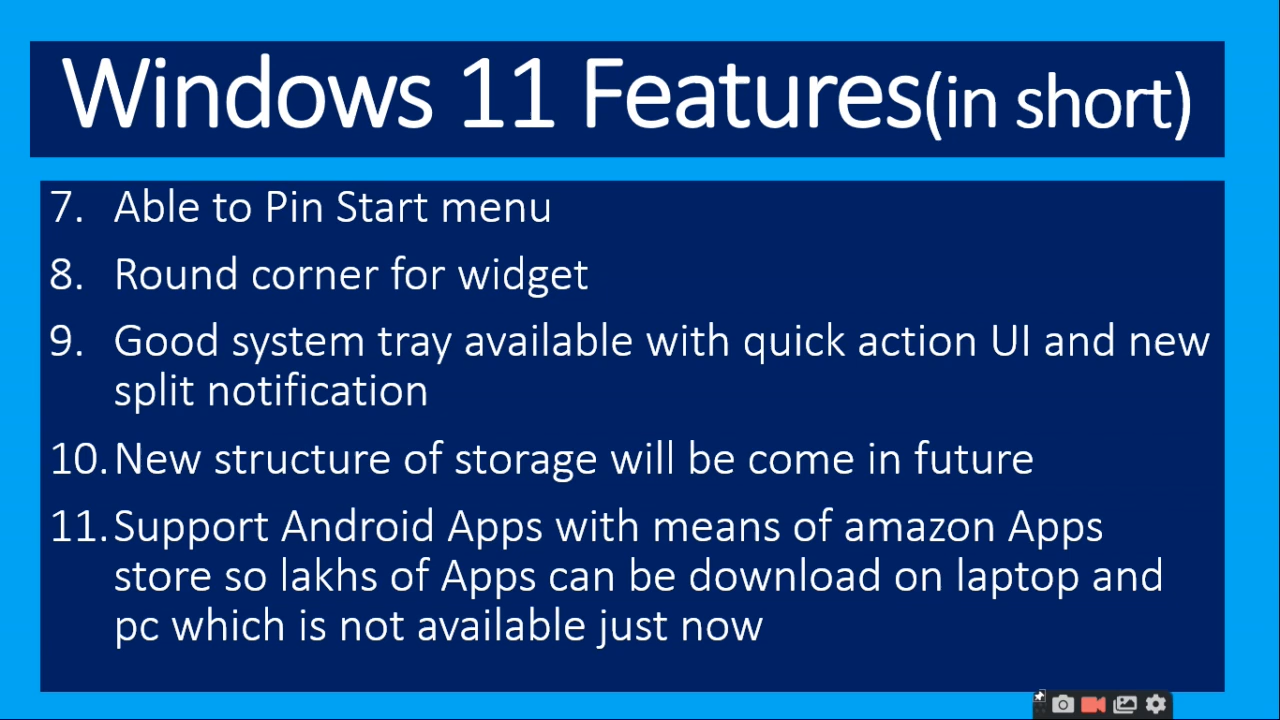 Windows 11 Features(in short)
7. Able to Pin Start menu
8. Round corner for widget
9. Good system tray available with quick action UI and new
split notification
10. New structure of storage will be come in future
11. Support Android Apps with means of amazon Apps
store so lakhs of Apps can be download on laptop and
pc which is not available just now